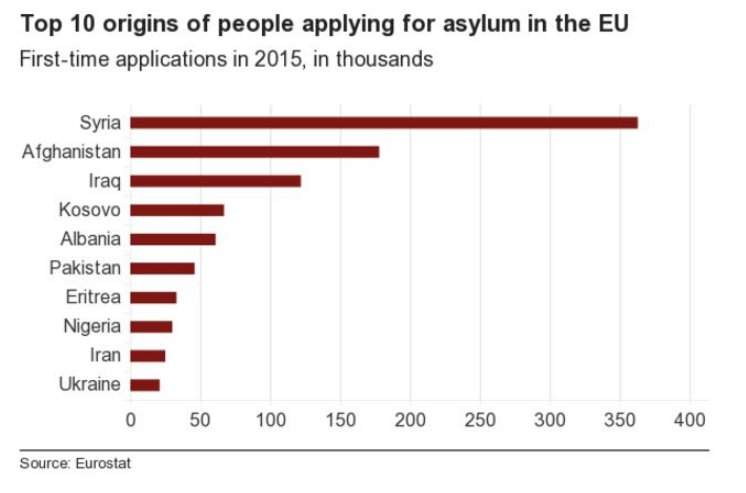 Top 10 origins of people applying for asylum in the EU
First-time applications in 2015, in thousands
Syria
Afghanistan
Iraq
Kosovo
Albania
Pakistan
Eritrea
Nigeria
Iran
Ukraine
0 50 100 150 200 250 300 350 400
Source: Eurostat